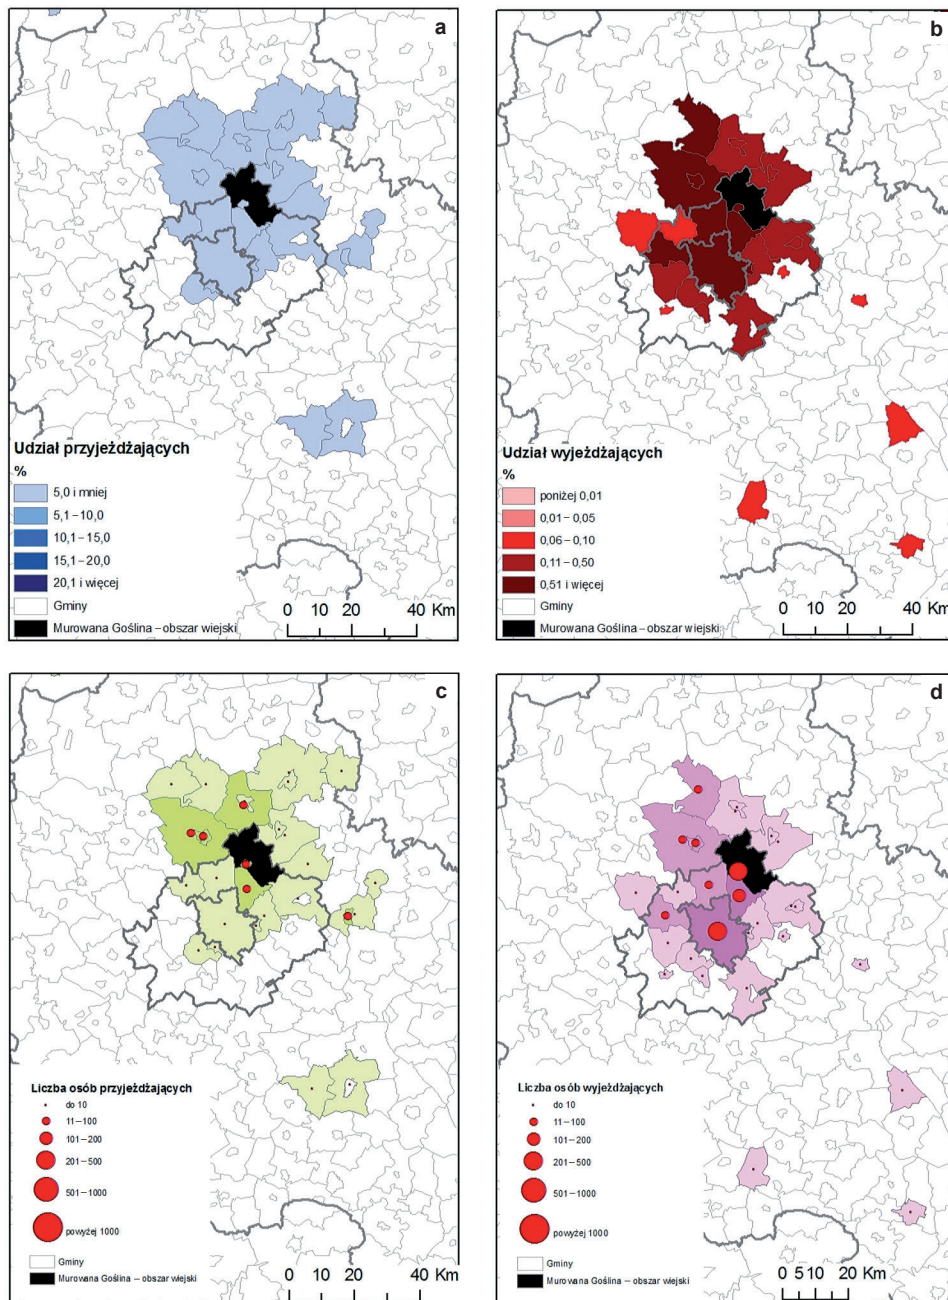 a
Udział przyjeżdżających
%
5,0 i mniej
5,1–10,0
10,1–15,0
15,1–20,0
20,1 i więcej
Gminy
Murowana Goślina – obszar wiejski
0 10 20 40 Km
b
Udział wyjeżdżających
%
poniżej 0,01
0,01–0,05
0,06–0,10
0,11–0,50
0,51 i więcej
Gminy
Murowana Goślina – obszar wiejski
0 10 20 40 Km
c
Liczba osób przyjeżdżających
do 10
11–100
101–200
201–500
501–1000
powyżej 1000
Gminy
Murowana Goślina – obszar wiejski
0 10 20 40 Km
d
Liczba osób wyjeżdżających
do 10
11–100
101–200
201–500
501–1000
powyżej 1000
Gminy
Murowana Goślina – obszar wiejski
0 5 10 20 Km